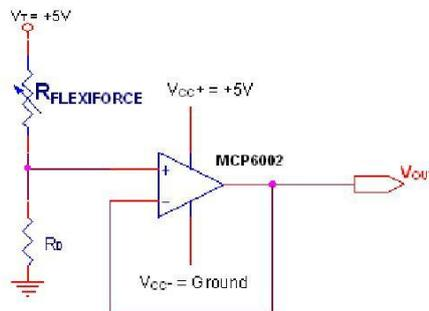 VT = +5V
RFLEXIFORCE
VCC+ = +5V
MCP6002
+
−
VOU
RD
VCC- = Ground